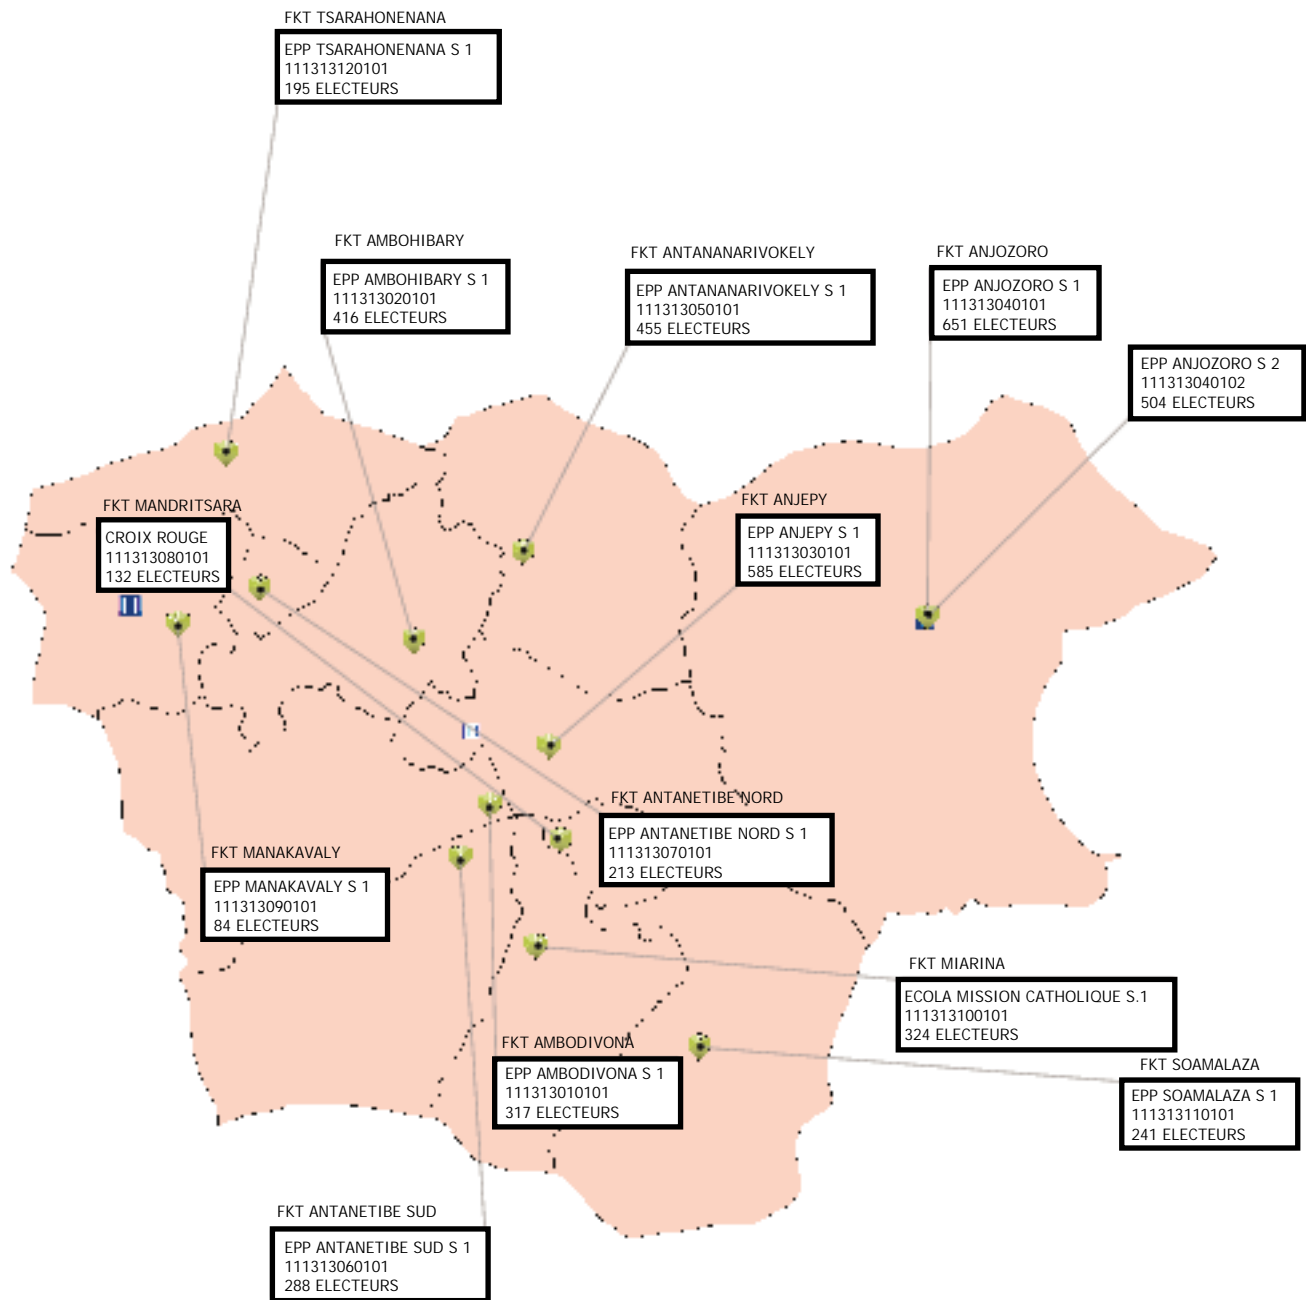 FKT TSARAHONENANA
EPP TSARAHONENANA S 1
111313120101
195 ELECTEURS
FKT AMBOHIBARY
EPP AMBOHIBARY S 1
111313020101
416 ELECTEURS
FKT ANTANANARIVOKELY
EPP ANTANANARIVOKELY S 1
111313050101
455 ELECTEURS
FKT ANJOZORO
EPP ANJOZORO S 1
111313040101
651 ELECTEURS
EPP ANJOZORO S 2
111313040102
504 ELECTEURS
FKT MANDRITSARA
CROIX ROUGE
111313080101
132 ELECTEURS
FKT ANJEPY
EPP ANJEPY S 1
111313030101
585 ELECTEURS
FKT ANTANETIBE NORD
EPP ANTANETIBE NORD S 1
111313070101
213 ELECTEURS
FKT MANAKAVALY
EPP MANAKAVALY S 1
111313090101
84 ELECTEURS
FKT MIARINA
ECOLA MISSION CATHOLIQUE S.1
111313100101
324 ELECTEURS
FKT AMBODIVONA
EPP AMBODIVONA S 1
111313010101
317 ELECTEURS
FKT SOAMALAZA
EPP SOAMALAZA S 1
111313110101
241 ELECTEURS
FKT ANTANETIBE SUD
EPP ANTANETIBE SUD S 1
111313060101
288 ELECTEURS